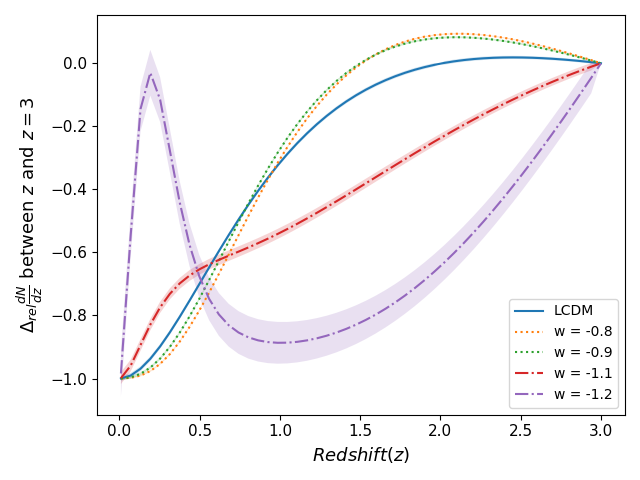 Δrel dN/dZ between z and z = 3
0.0
−0.2
−0.4
−0.6
−0.8
−1.0
LCDM
w = -0.8
w = -0.9
w = -1.1
w = -1.2
0.0 0.5 1.0 1.5 2.0 2.5 3.0
Redshift(z)